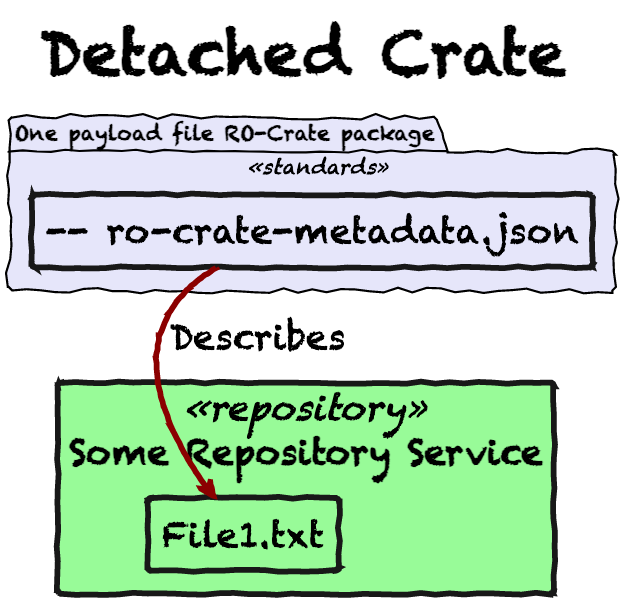 Detached Crate
One payload file RO-Crate package
«standards»
-- ro-crate-metadata.json
Describes
«repository»
Some Repository Service
File1.txt